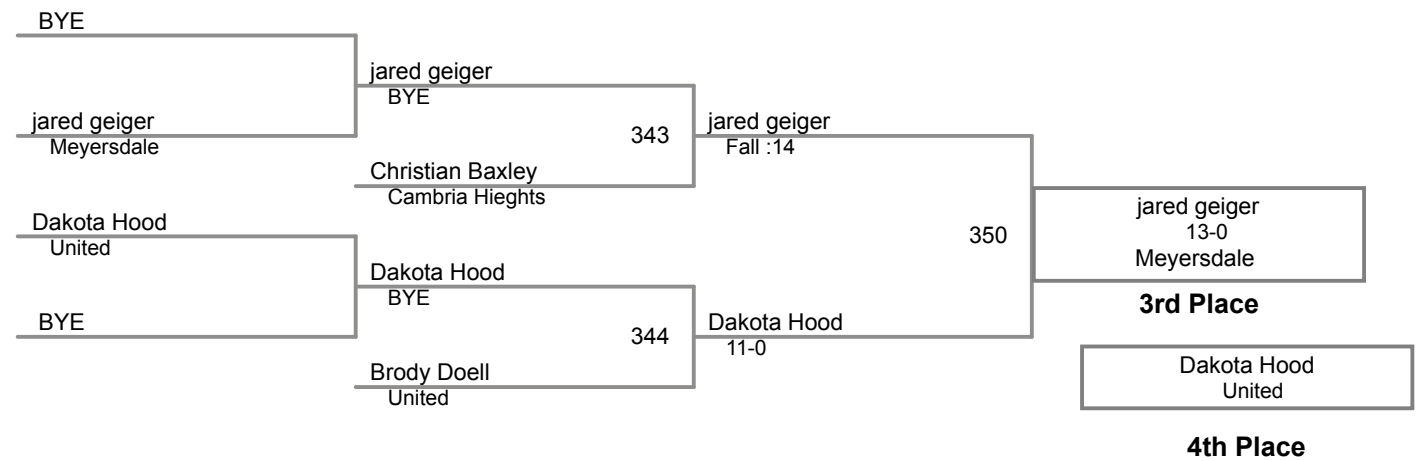 BYE
jared geiger
BYE
jared geiger
Meyersdale
343
jared geiger
Fall :14
Christian Baxley
Cambria Hieghts
Dakota Hood
United
350
jared geiger
13-0
Meyersdale
3rd Place
Dakota Hood
BYE
BYE
344
Dakota Hood
11-0
Brody Doell
United
Dakota Hood
United
4th Place